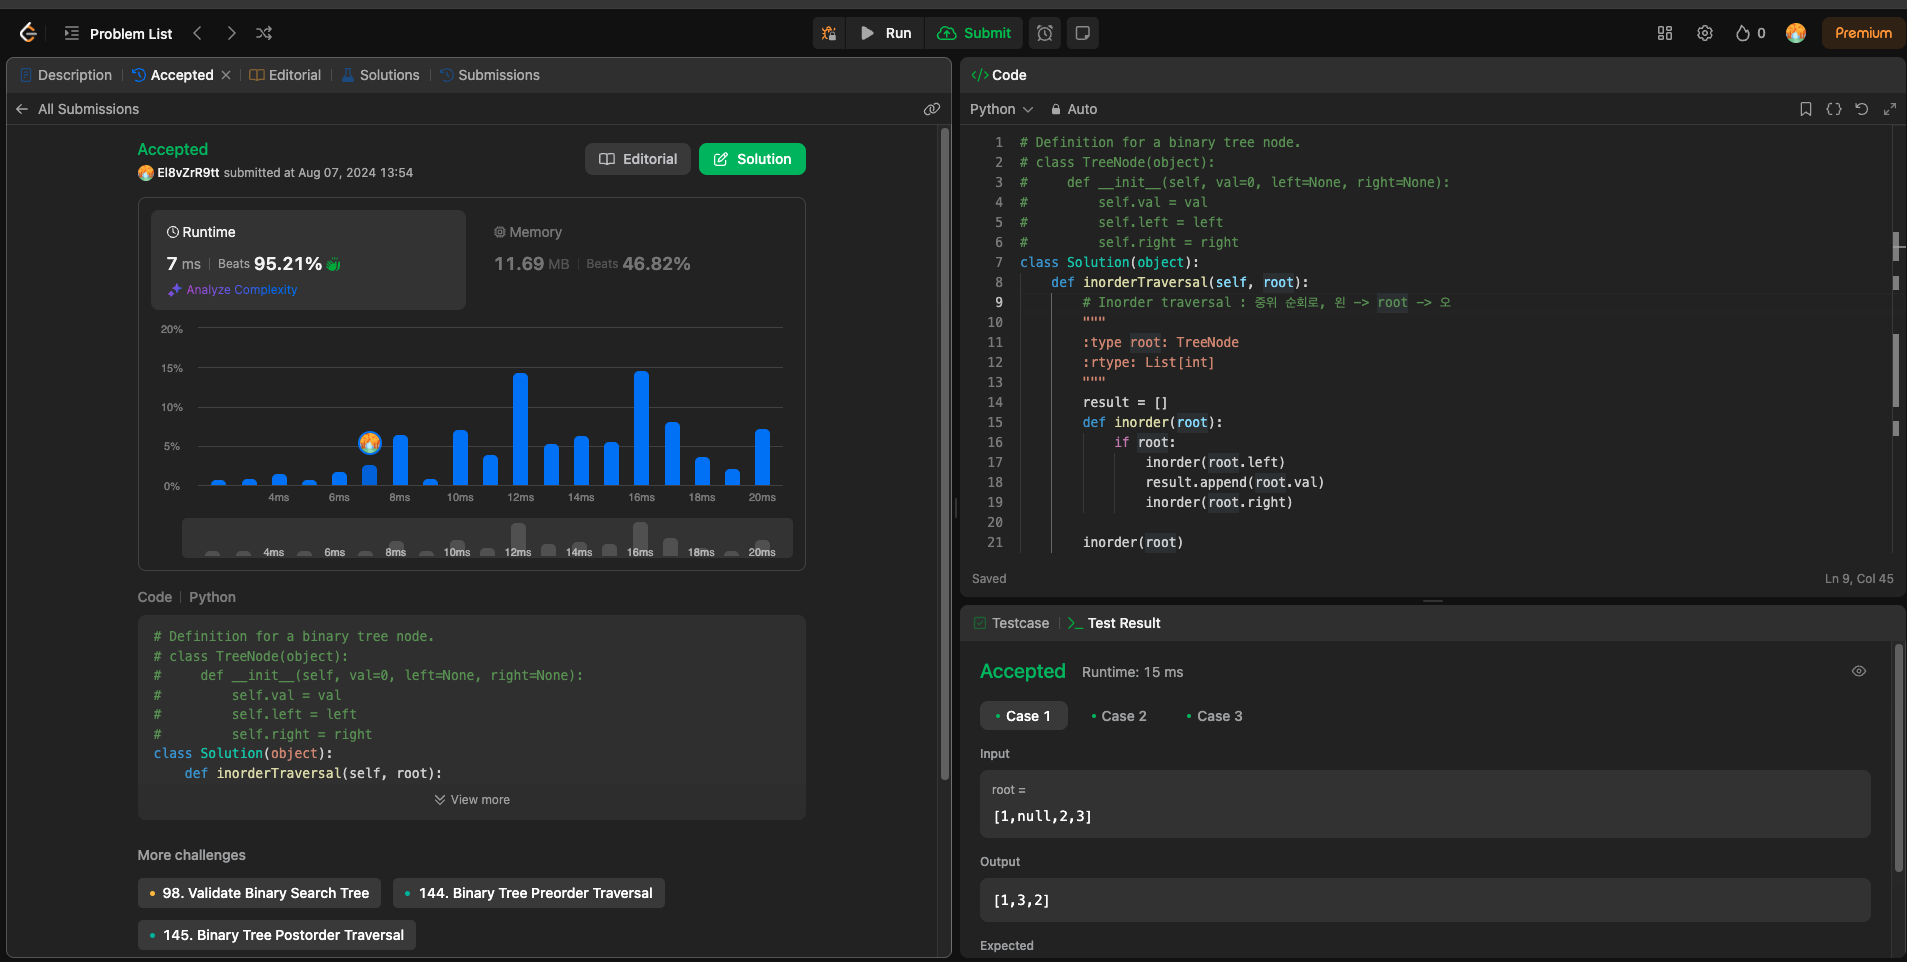 Problem List
Run
Submit
0
Premium
Description
Accepted
Editorial
Solutions
Submissions
All Submissions
Accepted
El8vZrR9tt submitted at Aug 07, 2024 13:54
Editorial
Solution
Runtime
7 ms | Beats 95.21%
Analyze Complexity
Memory
11.69 MB | Beats 46.82%
20%
15%
10%
5%
0%
4ms 6ms 8ms 10ms 12ms 14ms 16ms 18ms 20ms
4ms 6ms 8ms 10ms 12ms 14ms 16ms 18ms 20ms
Code | Python
# Definition for a binary tree node.
# class TreeNode(object):
#     def __init__(self, val=0, left=None, right=None):
#         self.val = val
#         self.left = left
#         self.right = right
class Solution(object):
    def inorderTraversal(self, root):
View more
More challenges
98. Validate Binary Search Tree
144. Binary Tree Preorder Traversal
145. Binary Tree Postorder Traversal
</> Code
Python
Auto
1 # Definition for a binary tree node.
2 # class TreeNode(object):
3 #     def __init__(self, val=0, left=None, right=None):
4 #         self.val = val
5 #         self.left = left
6 #         self.right = right
7 class Solution(object):
8     def inorderTraversal(self, root):
9         # Inorder traversal : 중위 순회로, 왼 -> root -> 오
10         """
11         :type root: TreeNode
12         :rtype: List[int]
13         """
14         result = []
15         def inorder(root):
16             if root:
17                 inorder(root.left)
18                 result.append(root.val)
19                 inorder(root.right)
20
21         inorder(root)
Saved
Ln 9, Col 45
Testcase
Test Result
Accepted
Runtime: 15 ms
Case 1
Case 2
Case 3
Input
root =
[1,null,2,3]
Output
[1,3,2]
Expected